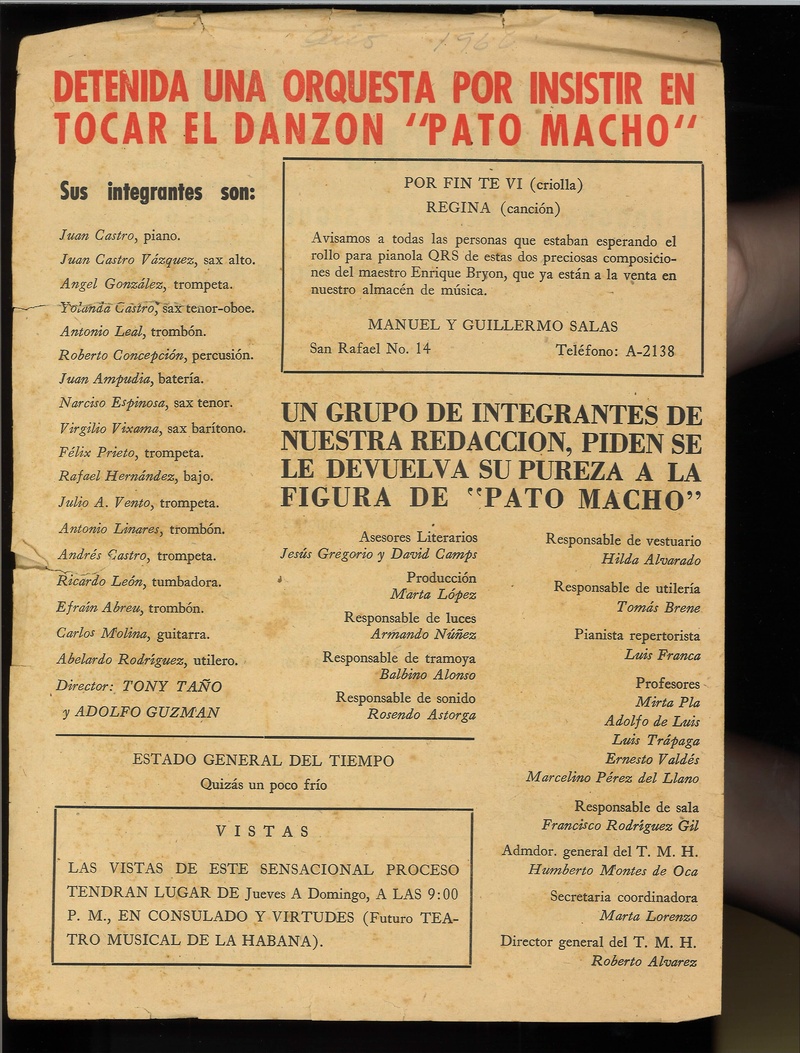 1966
DETENIDA UNA ORQUESTA POR INSISTIR EN
TOCAR EL DANZON "PATO MACHO"
Sus integrantes son:
Juan Castro, piano.
Juan Castro Vázquez, sax alto.
Angel González, trompeta.
Yolanda Castro, sax tenor-oboe.
Antonio Leal, trombón.
Roberto Concepción, percusión.
Juan Ampudia, batería.
Narciso Espinosa, sax tenor.
Virgilio Vixama, sax barítono.
Félix Prieto, trompeta.
Rafael Hernández, bajo.
Julio A. Vento, trompeta.
Antonio Linares, trombón.
Andrés Castro, trompeta.
Ricardo León, tumbadora.
Efraín Abreu, trombón.
Carlos Molina, guitarra.
Abelardo Rodríguez, utilero.
Director: TONY TAÑO
y ADOLFO GUZMAN
POR FIN TE VI (criolla)
REGINA (canción)
Avisamos a todas las personas que estaban esperando el
rollo para pianola QRS de estas dos preciosas composicio-
nes del maestro Enrique Bryon, que ya están a la venta en
nuestro almacén de música.
MANUEL Y GUILLERMO SALAS
San Rafael No. 14 Teléfono: A-2138
UN GRUPO DE INTEGRANTES DE
NUESTRA REDACCION, PIDEN SE
LE DEVUELVA SU PUREZA A LA
FIGURA DE "PATO MACHO"
Asesores Literarios
Jesús Gregorio y David Camps
Producción
Marta López
Responsable de luces
Armando Núñez
Responsable de tramoya
Balbino Alonso
Responsable de sonido
Rosendo Astorga
Responsable de vestuario
Hilda Alvarado
Responsable de utilería
Tomás Brene
Pianista repertorista
Luis Franca
Profesores
Mirta Pla
Adolfo de Luis
Luis Trápaga
Ernesto Valdés
Marcelino Pérez del Llano
Responsable de sala
Francisco Rodríguez Gil
Admdor. general del T. M. H.
Humberto Montes de Oca
Secretaria coordinadora
Marta Lorenzo
Director general del T. M. H.
Roberto Alvarez
ESTADO GENERAL DEL TIEMPO
Quizás un poco frío
VISTAS
LAS VISTAS DE ESTE SENSACIONAL PROCESO
TENDRAN LUGAR DE Jueves A Domingo, A LAS 9:00
P. M., EN CONSULADO Y VIRTUDES (Futuro TEA-
TRO MUSICAL DE LA HABANA).